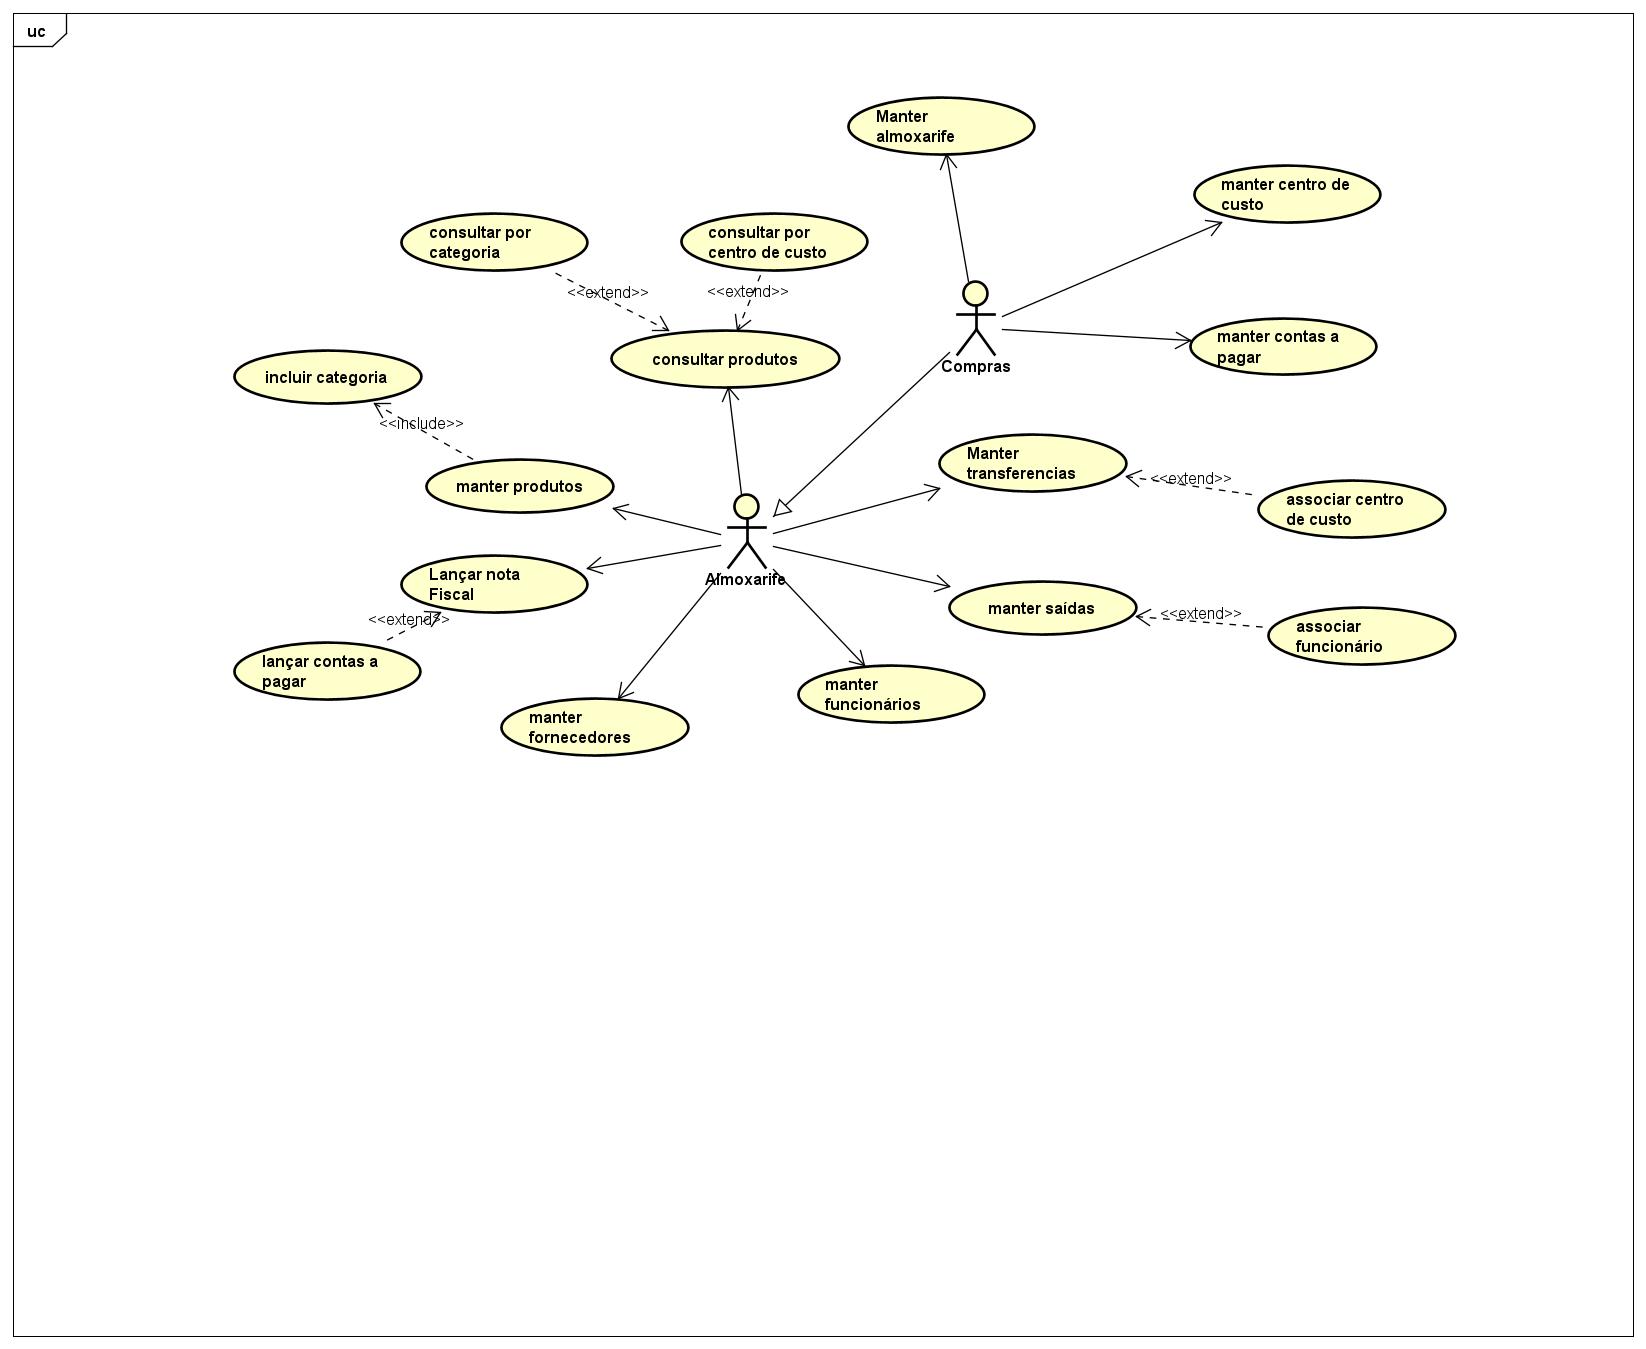 uc
Manter
almoxarife
manter centro de
custo
consultar por
categoria
consultar por
centro de custo
<<extend>>
<<extend>>
manter contas a
pagar
consultar produtos
Compras
incluir categoria
<<include>>
Manter
transferencias
<<extend>>
manter produtos
associar centro
de custo
Lançar nota
Fiscal
Almoxarife
manter saídas
<<extend>>
<<extend>>
associar
funcionário
lançar contas a
pagar
manter
funcionários
manter
fornecedores